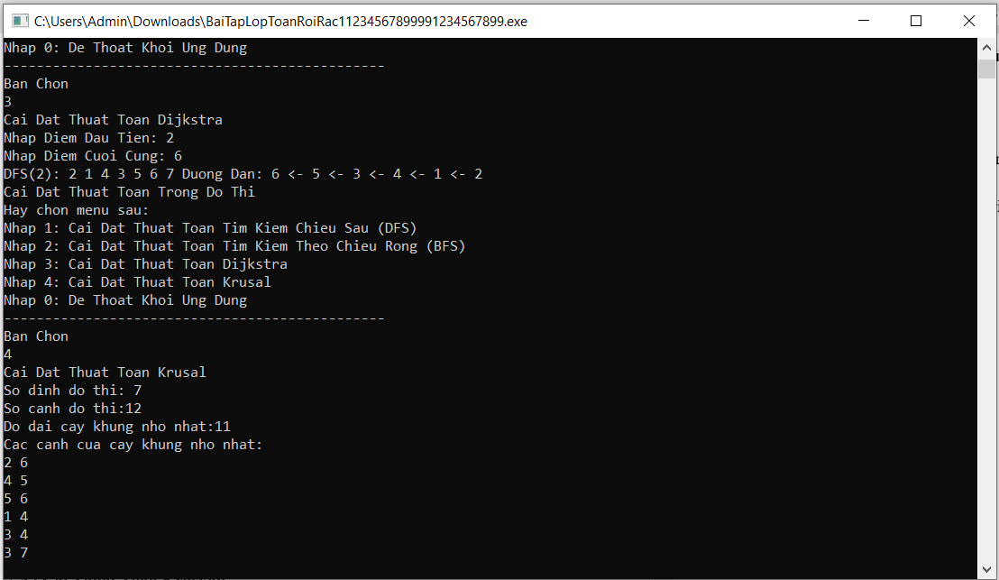 C:\Users\Admin\Downloads\BaiTapLopToanRoiRac11234567899991234567899.exe
Nhap 0: De Thoat Khoi Ung Dung
-----------------------------------------------
Ban Chon
3
Cai Dat Thuat Toan Dijkstra
Nhap Diem Dau Tien: 2
Nhap Diem Cuoi Cung: 6
DFS(2): 2 1 4 3 5 6 7 Duong Dan: 6 <- 5 <- 3 <- 4 <- 1 <- 2
Cai Dat Thuat Toan Trong Do Thi
Hay chon menu sau:
Nhap 1: Cai Dat Thuat Toan Tim Kiem Chieu Sau (DFS)
Nhap 2: Cai Dat Thuat Toan Tim Kiem Theo Chieu Rong (BFS)
Nhap 3: Cai Dat Thuat Toan Dijkstra
Nhap 4: Cai Dat Thuat Toan Krusal
Nhap 0: De Thoat Khoi Ung Dung
-----------------------------------------------
Ban Chon
4
Cai Dat Thuat Toan Krusal
So dinh do thi: 7
So canh do thi:12
Do dai cay khung nho nhat:11
Cac canh cua cay khung nho nhat:
2 6
4 5
5 6
1 4
3 4
3 7